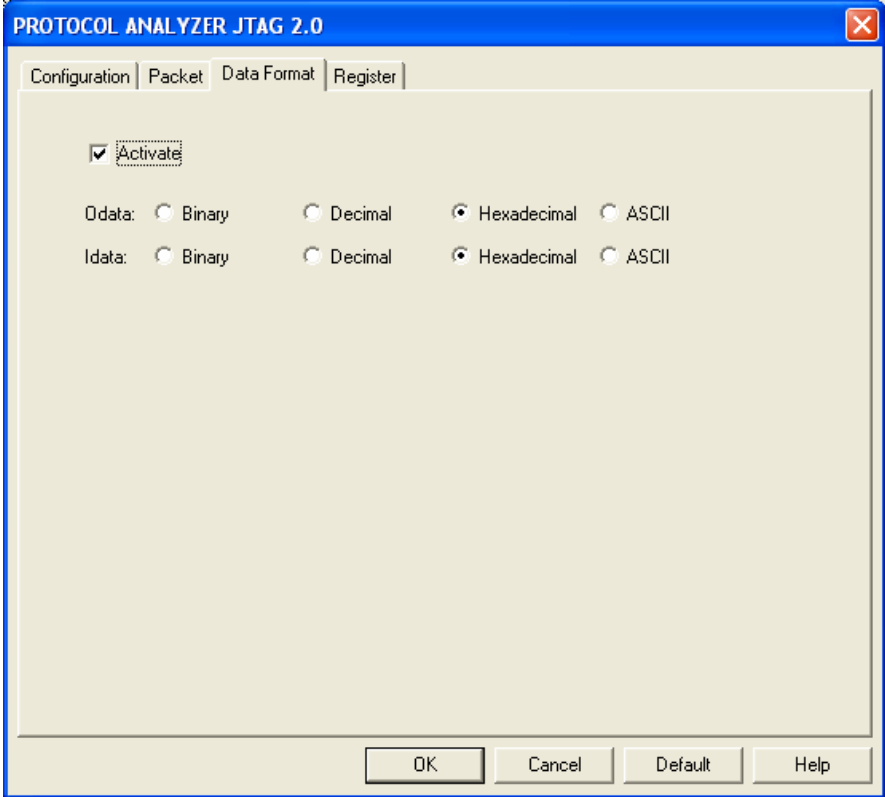 PROTOCOL ANALYZER JTAG 2.0
Configuration Packet Data Format Register
Activate
Odata: Binary Decimal Hexadecimal ASCII
Idata: Binary Decimal Hexadecimal ASCII
OK Cancel Default Help